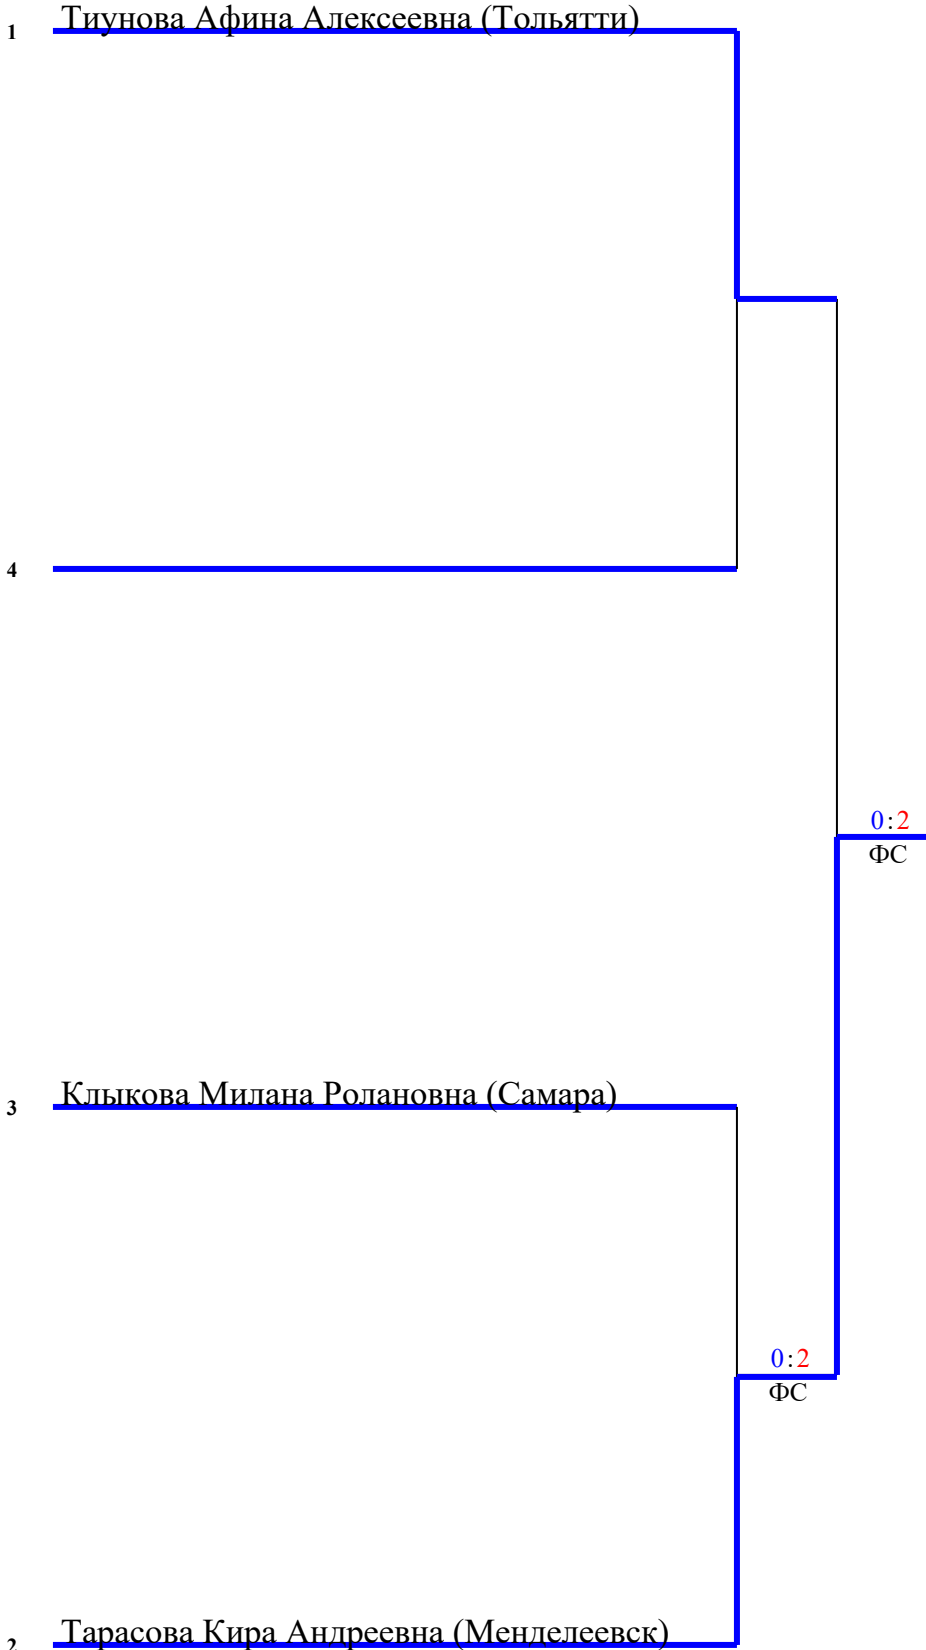 1 Тиунова Афина Алексеевна (Тольятти)
4
0:2
ФС
3 Клыкова Милана Ролановна (Самара)
0:2
ФС
2 Тарасова Кира Андреевна (Менделеевск)